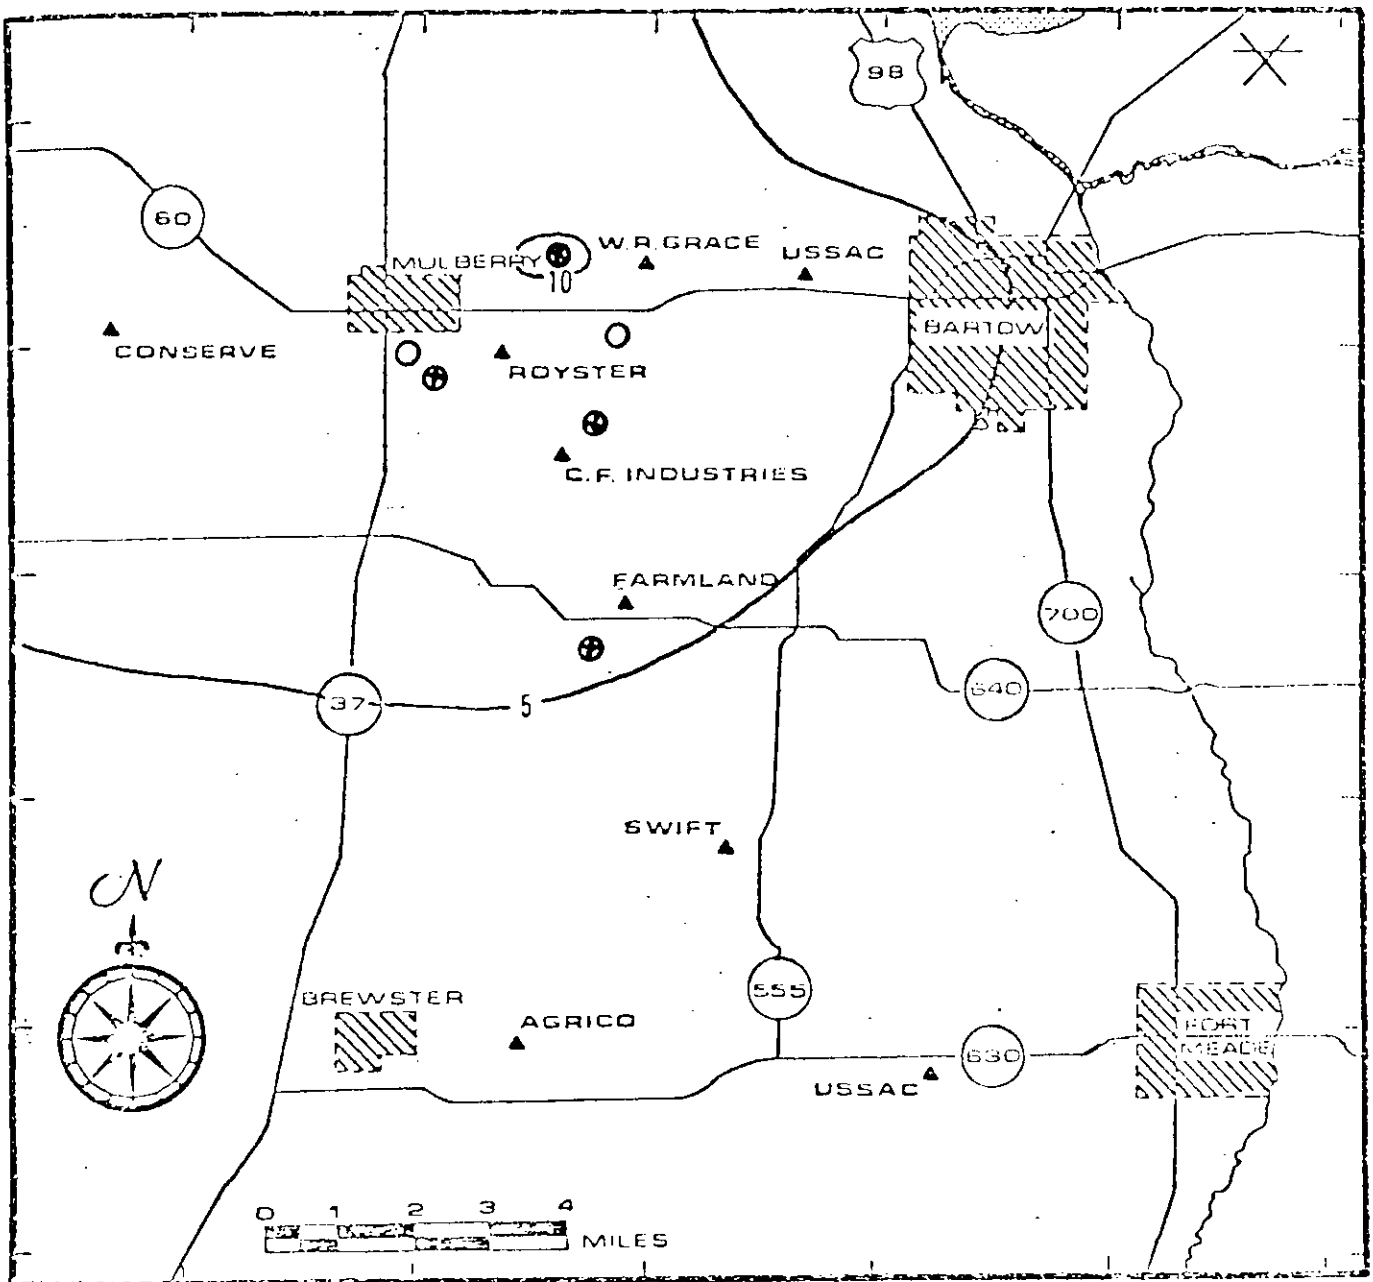 98
60
W.R. GRACE
USSAC
MULBERRY
10
BARTOW
CONSERVE
ROYSTER
C.F. INDUSTRIES
FARMLAND
700
640
37
5
SWIFT
N
555
BREWSTER
AGRICO
FORT
MEADE
630
USSAC
0 1 2 3 4
MILES